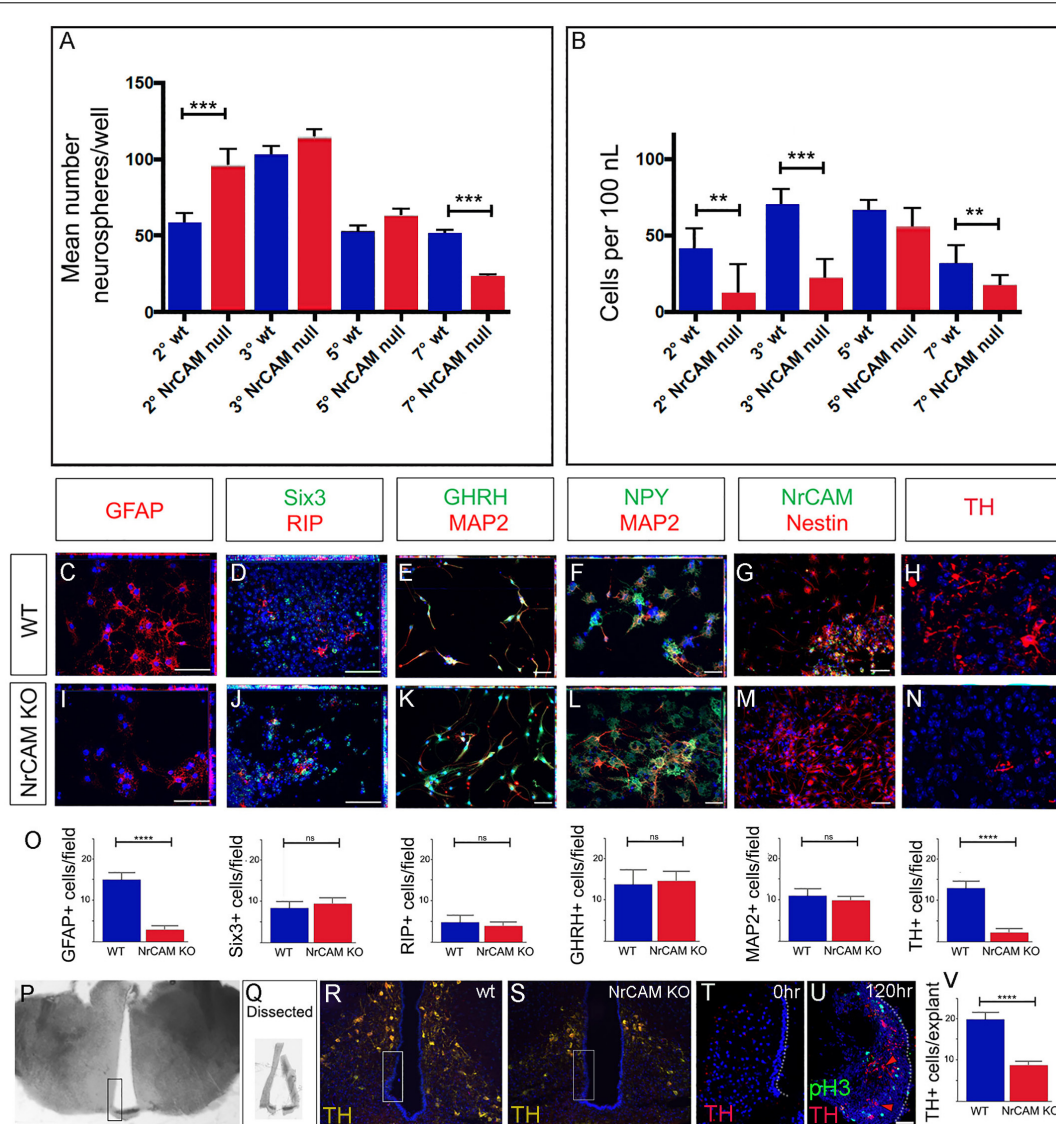 A
Mean number
neurospheres/well
150
100
50
0
***
***
2° wt
2° NrCAM null
3° wt
3° NrCAM null
5° wt
5° NrCAM null
7° wt
7° NrCAM null
B
Cells per 100 nL
100
50
0
**
***
**
2° wt
2° NrCAM null
3° wt
3° NrCAM null
5° wt
5° NrCAM null
7° wt
7° NrCAM null
GFAP
Six3
RIP
GHRH
MAP2
NPY
MAP2
NrCAM
Nestin
TH
WT
C
D
E
F
G
H
NrCAM KO
I
J
K
L
M
N
O
GFAP+ cells/field
20
10
0
****
WT
NrCAM KO
Six3+ cells/field
20
10
0
ns
WT
NrCAM KO
RIP+ cells/field
20
10
0
ns
WT
NrCAM KO
GHRH+ cells/field
20
10
0
ns
WT
NrCAM KO
MAP2+ cells/field
20
10
0
ns
WT
NrCAM KO
TH+ cells/field
20
10
0
****
WT
NrCAM KO
P
Q
Dissected
R
wt
TH
S
NrCAM KO
TH
T
0hr
TH
U
120hr
pH3
TH
V
TH+ cells/explant
20
10
0
****
WT
NrCAM KO